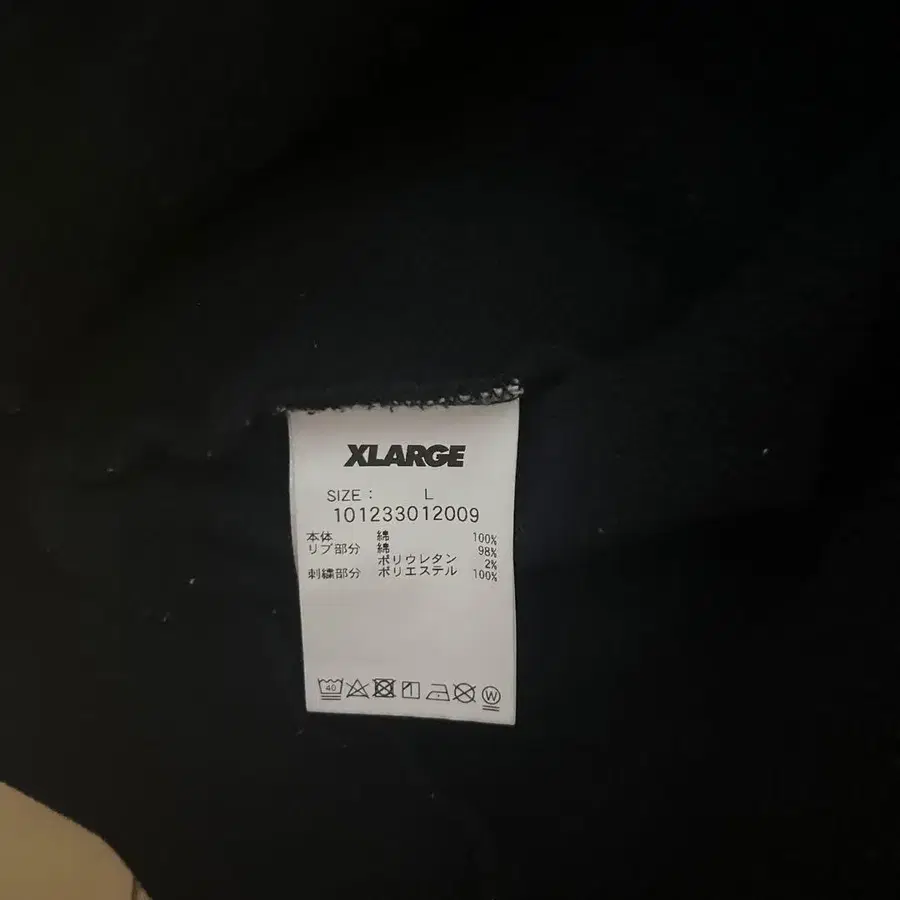 XLARGE
SIZE : L
101233012009
本体 綿 100%
リブ部分 綿 98%
ポリウレタン 2%
刺繍部分 ポリエステル 100%
40 W